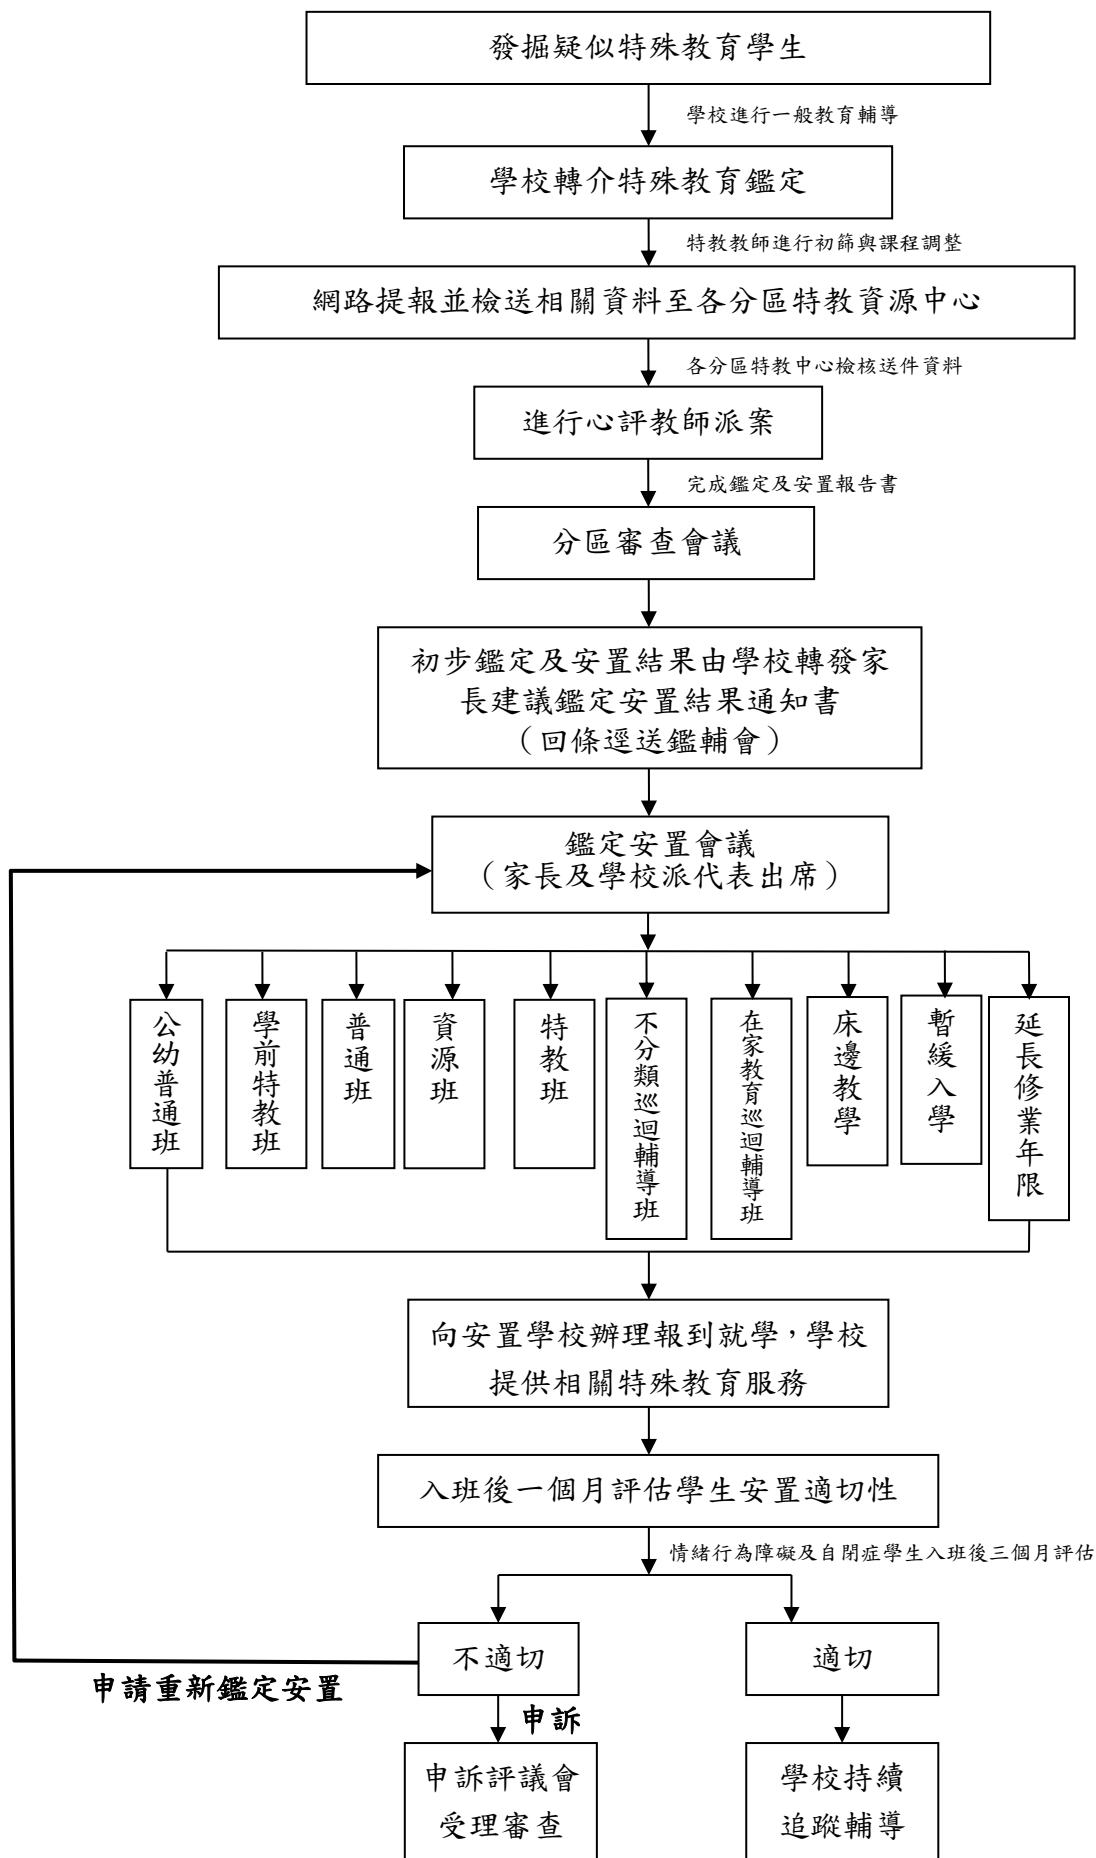 發掘疑似特殊教育學生
學校進行一般教育輔導
學校轉介特殊教育鑑定
特教教師進行初篩與課程調整
網路提報並檢送相關資料至各分區特教資源中心
各分區特教中心檢核送件資料
進行心評教師派案
完成鑑定及安置報告書
分區審查會議
初步鑑定及安置結果由學校轉發家
長建議鑑定安置結果通知書
（回條逕送鑑輔會）
鑑定安置會議
（家長及學校派代表出席）
公幼普通班
學前特教班
普通班
資源班
特教班
不分類巡迴輔導班
在家教育巡迴輔導班
床邊教學
暫緩入學
延長修業年限
向安置學校辦理報到就學，學校
提供相關特殊教育服務
入班後一個月評估學生安置適切性
情緒行為障礙及自閉症學生入班後三個月評估
不適切
適切
申請重新鑑定安置
申訴
申訴評議會
受理審查
學校持續
追蹤輔導